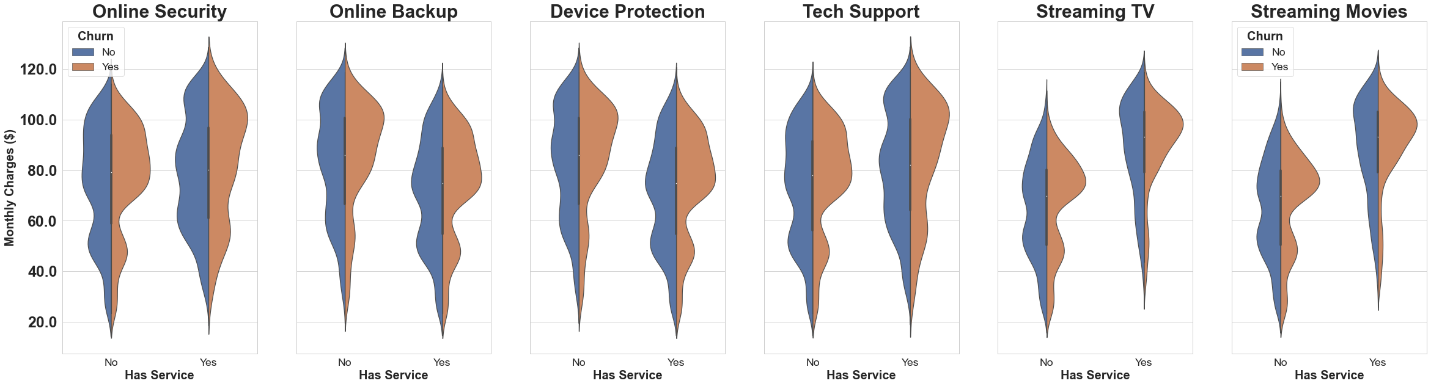 Online Security
Online Backup
Device Protection
Tech Support
Streaming TV
Streaming Movies
Churn
No
Yes
Churn
No
Yes
Monthly Charges ($)
120.0
100.0
80.0
60.0
40.0
20.0
No Yes
No Yes
No Yes
No Yes
No Yes
No Yes
Has Service
Has Service
Has Service
Has Service
Has Service
Has Service